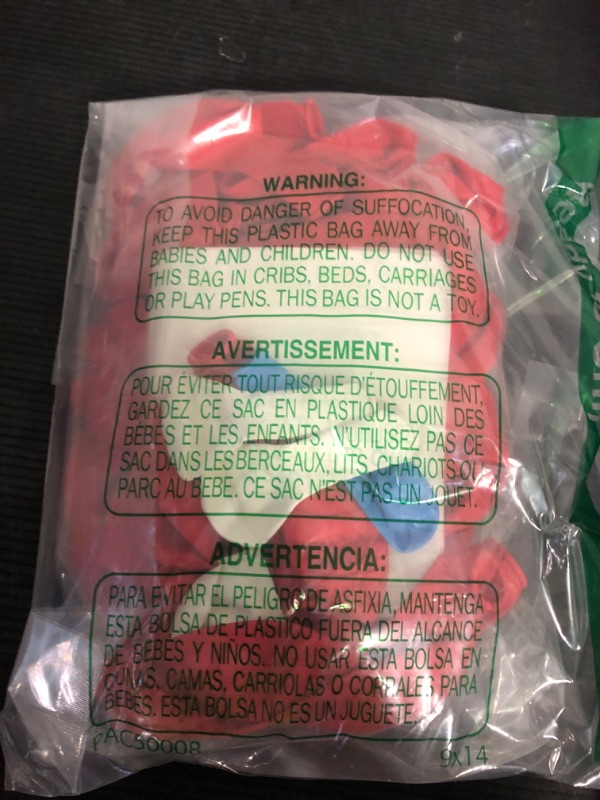 WARNING:
TO AVOID DANGER OF SUFFOCATION,
KEEP THIS PLASTIC BAG AWAY FROM
BABIES AND CHILDREN. DO NOT USE
THIS BAG IN CRIBS, BEDS, CARRIAGES
OR PLAY PENS. THIS BAG IS NOT A TOY.
AVERTISSEMENT:
POUR ÉVITER TOUT RISQUE D'ÉTOUFFEMENT,
GARDEZ CE SAC EN PLASTIQUE LOIN DES
BÉBÉS ET LES ENFANTS. N'UTILISEZ PAS CE
SAC DANS LES BERCEAUX, LITS, CHARIOTS OU
PARC AU BEBE. CE SAC N'EST PAS UN JOUET.
ADVERTENCIA:
PARA EVITAR EL PELIGRO DE ASFIXIA, MANTENGA
ESTA BOLSA DE PLASTICO FUERA DEL ALCANCE
DE BEBES Y NIÑOS. NO USAR ESTA BOLSA EN
CUNAS, CAMAS, CARRIOLAS O CORRALES PARA
BEBES. ESTA BOLSA NO ES UN JUGUETE.
PAC50008
9x14